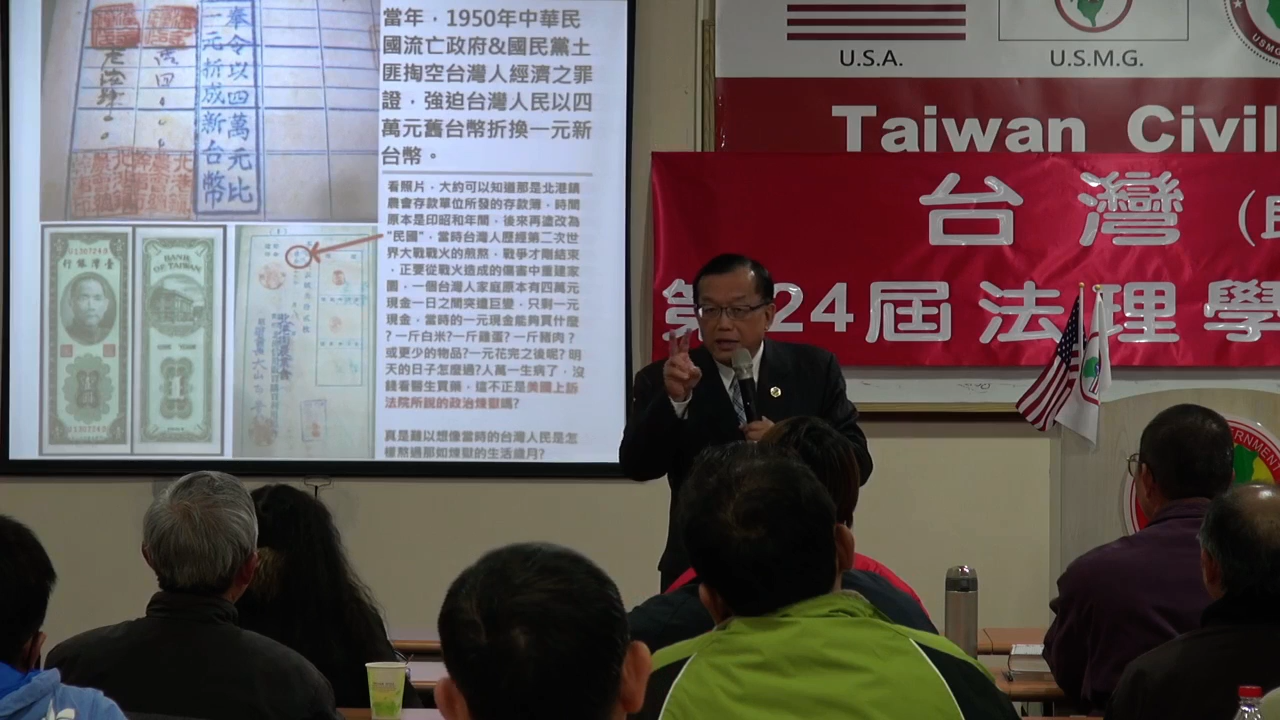 奉令以四萬元比
一元折成新台幣
當年，1950年中華民
國流亡政府&國民黨土
匪掏空台灣人經濟之罪
證，強迫台灣人民以四
萬元舊台幣折換一元新
台幣。
看照片，大約可以知道那是北港鎮
農會存款單位所發的存款簿，時間
原本是印昭和年間，後來再塗改為
"民國"，當時台灣人歷經第二次世
界大戰戰火的煎熬，戰爭才剛結束
，正要從戰火造成的傷害中重建家
園，一個台灣人家庭原本有四萬元
現金一日之間突遭巨變，只剩一元
現金，當時的一元現金能夠買什麼
？一斤白米?一斤雞蛋?一斤豬肉？
或更少的物品?一元花完之後呢? 明
天的日子怎麼過?人萬一生病了，沒
錢看醫生買藥，這不正是美國上訴
法院所說的政治煉獄嗎?
真是難以想像當時的台灣人民是怎
樣熬過那如煉獄的生活歲月?
行銀灣臺
BANK
OF TAIWAN
U.S.A.
U.S.M.G.
Taiwan Civil
台灣（
第 24屆法理學